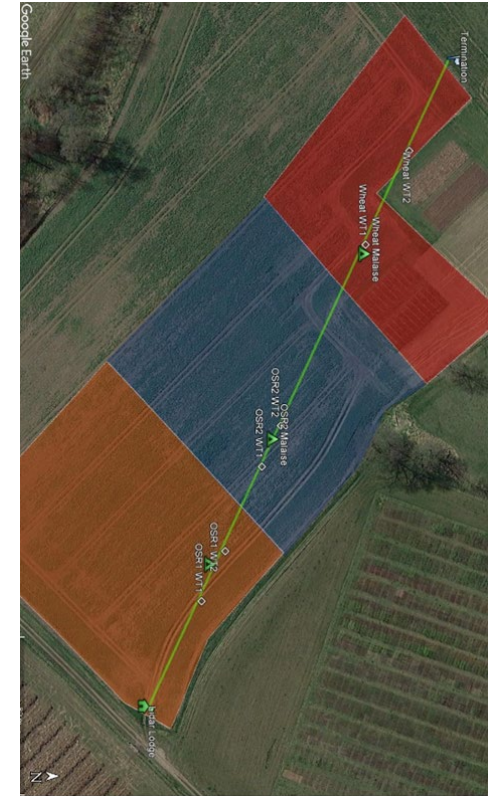 Google Earth
Termination
Wheat WT2
Wheat Malaise
Wheat WT1
OSR2 WT2
OSR2 Malaise
OSR2 WT1
OSR1 WT2
OSR1 WT1
Lodge
N